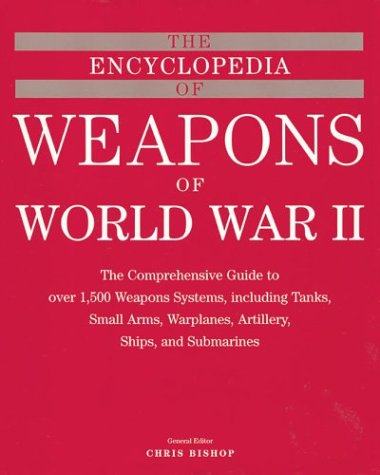 THE
ENCYCLOPEDIA
OF
WEAPONS
OF
WORLD WAR II
The Comprehensive Guide to
over 1,500 Weapons Systems, including Tanks,
Small Arms, Warplanes, Artillery,
Ships, and Submarines
General Editor
CHRIS BISHOP